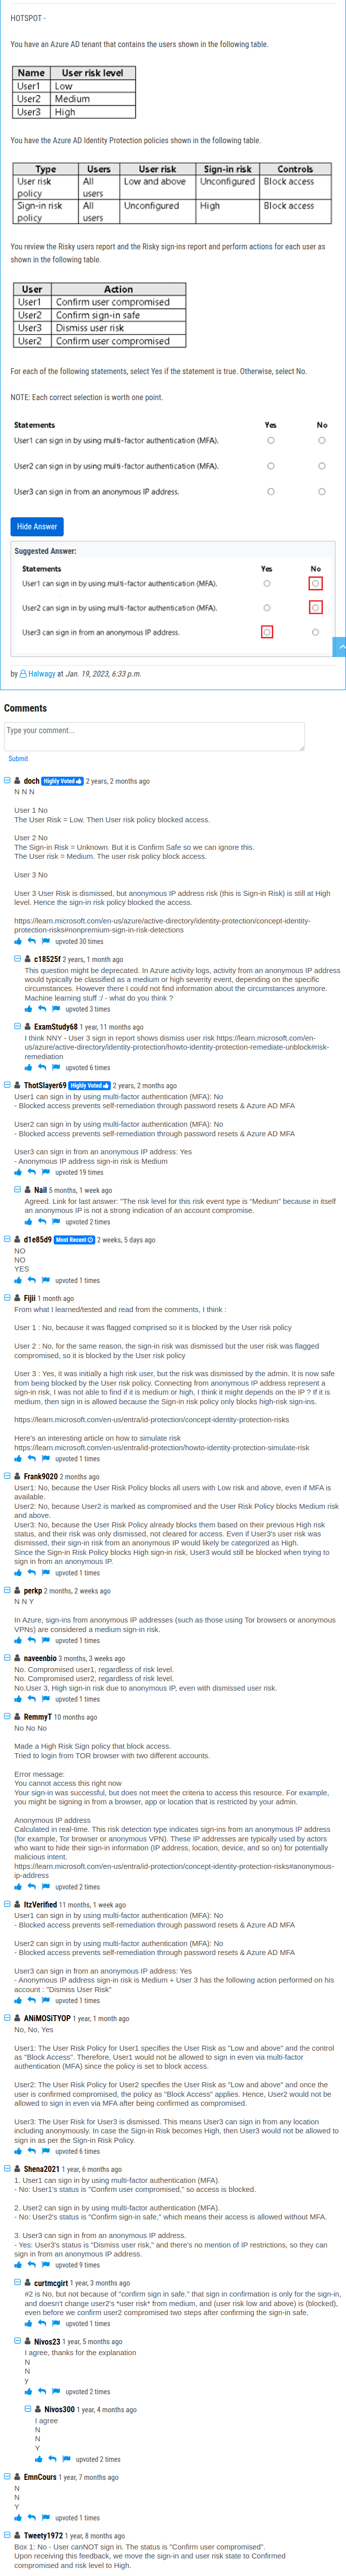 HOTSPOT -
You have an Azure AD tenant that contains the users shown in the following table.
Name User risk level
User1 Low
User2 Medium
User3 High
You have the Azure AD Identity Protection policies shown in the following table.
Type Users User risk Sign-in risk Controls
User risk policy All users Low and above Unconfigured Block access
Sign-in risk policy All users Unconfigured High Block access
You review the Risky users report and the Risky sign-ins report and perform actions for each user as
shown in the following table.
User Action
User1 Confirm user compromised
User2 Confirm sign-in safe
User3 Dismiss user risk
User2 Confirm user compromised
For each of the following statements, select Yes if the statement is true. Otherwise, select No.
NOTE: Each correct selection is worth one point.
Statements Yes No
User1 can sign in by using multi-factor authentication (MFA).
User2 can sign in by using multi-factor authentication (MFA).
User3 can sign in from an anonymous IP address.
Hide Answer
Suggested Answer:
Statements Yes No
User1 can sign in by using multi-factor authentication (MFA).
User2 can sign in by using multi-factor authentication (MFA).
User3 can sign in from an anonymous IP address.
by Halwagy at Jan. 19, 2023, 6:33 p.m.
Comments
Type your comment...
Submit
doch Highly Voted 2 years, 2 months ago
N N N
User 1 No
The User Risk = Low. Then User risk policy blocked access.
User 2 No
The Sign-in Risk = Unknown. But it is Confirm Safe so we can ignore this.
The User risk = Medium. The user risk policy block access.
User 3 No
User 3 User Risk is dismissed, but anonymous IP address risk (this is Sign-in Risk) is still at High
level. Hence the sign-in risk policy blocked the access.
https://learn.microsoft.com/en-us/azure/active-directory/identity-protection/concept-identity-
protection-risks#nonpremium-sign-in-risk-detections
upvoted 30 times
c18525f 2 years, 1 month ago
This question might be deprecated. In Azure activity logs, activity from an anonymous IP address
would typically be classified as a medium or high severity event, depending on the specific
circumstances. However there I could not find information about the circumstances anymore.
Machine learning stuff :/ - what do you think ?
upvoted 3 times
ExamStudy68 1 year, 11 months ago
I think NNY - User 3 sign in report shows dismiss user risk https://learn.microsoft.com/en-
us/azure/active-directory/identity-protection/howto-identity-protection-remediate-unblock#risk-
remediation
upvoted 6 times
ThotSlayer69 Highly Voted 2 years, 2 months ago
User1 can sign in by using multi-factor authentication (MFA): No
- Blocked access prevents self-remediation through password resets & Azure AD MFA
User2 can sign in by using multi-factor authentication (MFA): No
- Blocked access prevents self-remediation through password resets & Azure AD MFA
User3 can sign in from an anonymous IP address: Yes
- Anonymous IP address sign-in risk is Medium
upvoted 19 times
Nail 5 months, 1 week ago
Agreed. Link for last answer: "The risk level for this risk event type is "Medium" because in itself
an anonymous IP is not a strong indication of an account compromise.
upvoted 2 times
d1e85d9 Most Recent 2 weeks, 5 days ago
NO
NO
YES
upvoted 1 times
Fijii 1 month ago
From what I learned/tested and read from the comments, I think :
User 1 : No, because it was flagged comprised so it is blocked by the User risk policy
User 2 : No, for the same reason, the sign-in risk was dismissed but the user risk was flagged
compromised, so it is blocked by the User risk policy
User 3 : Yes, it was initially a high risk user, but the risk was dismissed by the admin. It is now safe
from being blocked by the User risk policy. Connecting from anonymous IP address represent a
sign-in risk, I was not able to find if it is medium or high, I think it might depends on the IP ? If it is
medium, then sign in is allowed because the Sign-in risk policy only blocks high-risk sign-ins.
https://learn.microsoft.com/en-us/entra/id-protection/concept-identity-protection-risks
Here's an interesting article on how to simulate risk
https://learn.microsoft.com/en-us/entra/id-protection/howto-identity-protection-simulate-risk
upvoted 1 times
Frank9020 2 months ago
User1: No, because the User Risk Policy blocks all users with Low risk and above, even if MFA is
available.
User2: No, because User2 is marked as compromised and the User Risk Policy blocks Medium risk
and above.
User3: No, because the User Risk Policy already blocks them based on their previous High risk
status, and their risk was only dismissed, not cleared for access. Even if User3's user risk was
dismissed, their sign-in risk from an anonymous IP would likely be categorized as High.
Since the Sign-in Risk Policy blocks High sign-in risk, User3 would still be blocked when trying to
sign in from an anonymous IP.
upvoted 1 times
perkp 2 months, 2 weeks ago
N N Y
In Azure, sign-ins from anonymous IP addresses (such as those using Tor browsers or anonymous
VPNs) are considered a medium sign-in risk.
upvoted 1 times
naveenbio 3 months, 3 weeks ago
No. Compromised user1, regardless of risk level.
No. Compromised user2, regardless of risk level.
No.User 3, High sign-in risk due to anonymous IP, even with dismissed user risk.
upvoted 1 times
RemmyT 10 months ago
No No No
Made a High Risk Sign policy that block access.
Tried to login from TOR browser with two different accounts.
Error message:
You cannot access this right now
Your sign-in was successful, but does not meet the criteria to access this resource. For example,
you might be signing in from a browser, app or location that is restricted by your admin.
Anonymous IP address
Calculated in real-time. This risk detection type indicates sign-ins from an anonymous IP address
(for example, Tor browser or anonymous VPN). These IP addresses are typically used by actors
who want to hide their sign-in information (IP address, location, device, and so on) for potentially
malicious intent.
https://learn.microsoft.com/en-us/entra/id-protection/concept-identity-protection-risks#anonymous-
ip-address
upvoted 2 times
ItzVerified 11 months, 1 week ago
User1 can sign in by using multi-factor authentication (MFA): No
- Blocked access prevents self-remediation through password resets & Azure AD MFA
User2 can sign in by using multi-factor authentication (MFA): No
- Blocked access prevents self-remediation through password resets & Azure AD MFA
User3 can sign in from an anonymous IP address: Yes
- Anonymous IP address sign-in risk is Medium + User 3 has the following action performed on his
account : "Dismiss User Risk"
upvoted 1 times
ANiMOSiTYOP 1 year, 1 month ago
No, No, Yes
User1: The User Risk Policy for User1 specifies the User Risk as "Low and above" and the control
as "Block Access". Therefore, User1 would not be allowed to sign in even via multi-factor
authentication (MFA) since the policy is set to block access.
User2: The User Risk Policy for User2 specifies the User Risk as "Low and above" and once the
user is confirmed compromised, the policy as "Block Access" applies. Hence, User2 would not be
allowed to sign in even via MFA after being confirmed as compromised.
User3: The User Risk for User3 is dismissed. This means User3 can sign in from any location
including anonymously. In case the Sign-in Risk becomes High, then User3 would not be allowed to
sign in as per the Sign-in Risk Policy.
upvoted 6 times
Shena2021 1 year, 6 months ago
1. User1 can sign in by using multi-factor authentication (MFA).
- No: User1's status is "Confirm user compromised," so access is blocked.
2. User2 can sign in by using multi-factor authentication (MFA).
- No: User2's status is "Confirm sign-in safe," which means their access is allowed without MFA.
3. User3 can sign in from an anonymous IP address.
- Yes: User3's status is "Dismiss user risk," and there's no mention of IP restrictions, so they can
sign in from an anonymous IP address.
upvoted 9 times
curtmcgirt 1 year, 3 months ago
#2 is No, but not because of "confirm sign in safe." that sign in confirmation is only for the sign-in,
and doesn't change user2's *user risk* from medium, and (user risk low and above) is (blocked),
even before we confirm user2 compromised two steps after confirming the sign-in safe.
upvoted 1 times
Nivos23 1 year, 5 months ago
I agree, thanks for the explanation
N
N
y
upvoted 2 times
Nivos300 1 year, 4 months ago
I agree
N
N
Y
upvoted 2 times
EmnCours 1 year, 7 months ago
N
N
Y
upvoted 1 times
Tweety1972 1 year, 8 months ago
Box 1: No - User canNOT sign in. The status is "Confirm user compromised".
Upon receiving this feedback, we move the sign-in and user risk state to Confirmed
compromised and risk level to High.